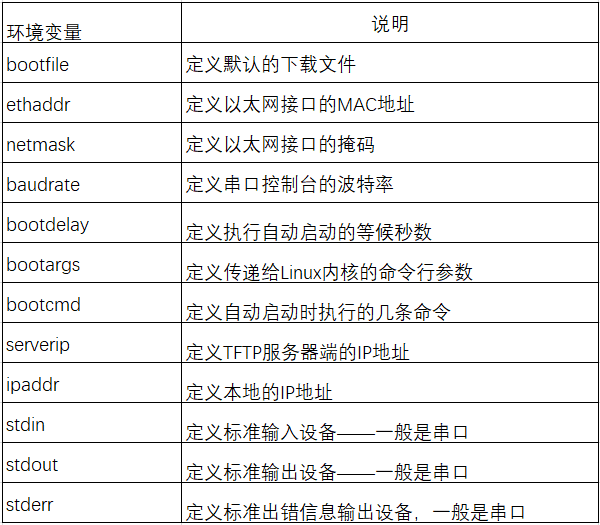 环境变量 说明
bootfile 定义默认的下载文件
ethaddr 定义以太网接口的MAC地址
netmask 定义以太网接口的掩码
baudrate 定义串口控制台的波特率
bootdelay 定义执行自动启动的等候秒数
bootargs 定义传递给Linux内核的命令行参数
bootcmd 定义自动启动时执行的几条命令
serverip 定义TFTP服务器端的IP地址
ipaddr 定义本地的IP地址
stdin 定义标准输入设备——一般是串口
stdout 定义标准输出设备——一般是串口
stderr 定义标准出错信息输出设备，一般是串口